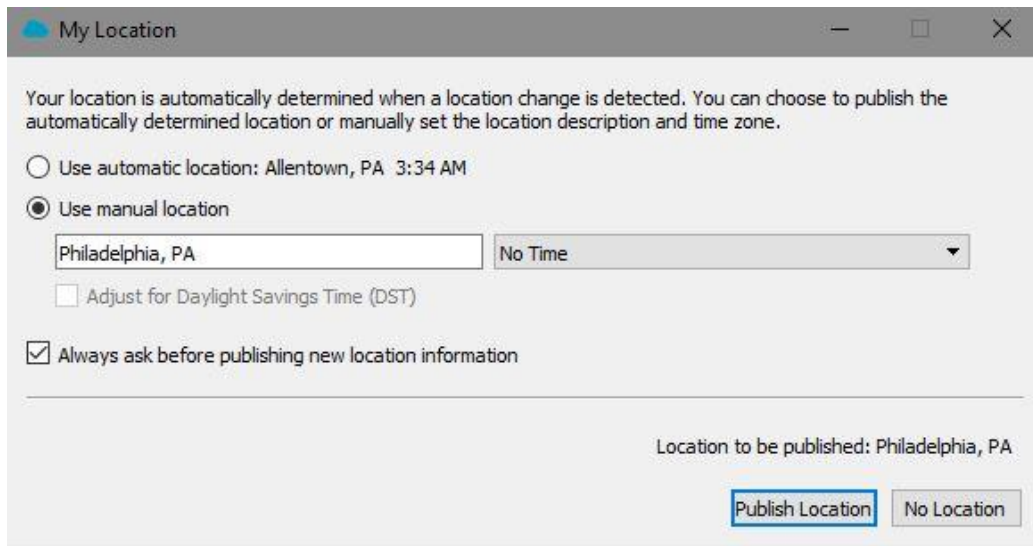 My Location
Your location is automatically determined when a location change is detected. You can choose to publish the
automatically determined location or manually set the location description and time zone.
Use automatic location: Allentown, PA 3:34 AM
Use manual location
Philadelphia, PA
No Time
Adjust for Daylight Savings Time (DST)
Always ask before publishing new location information
Location to be published: Philadelphia, PA
Publish Location
No Location